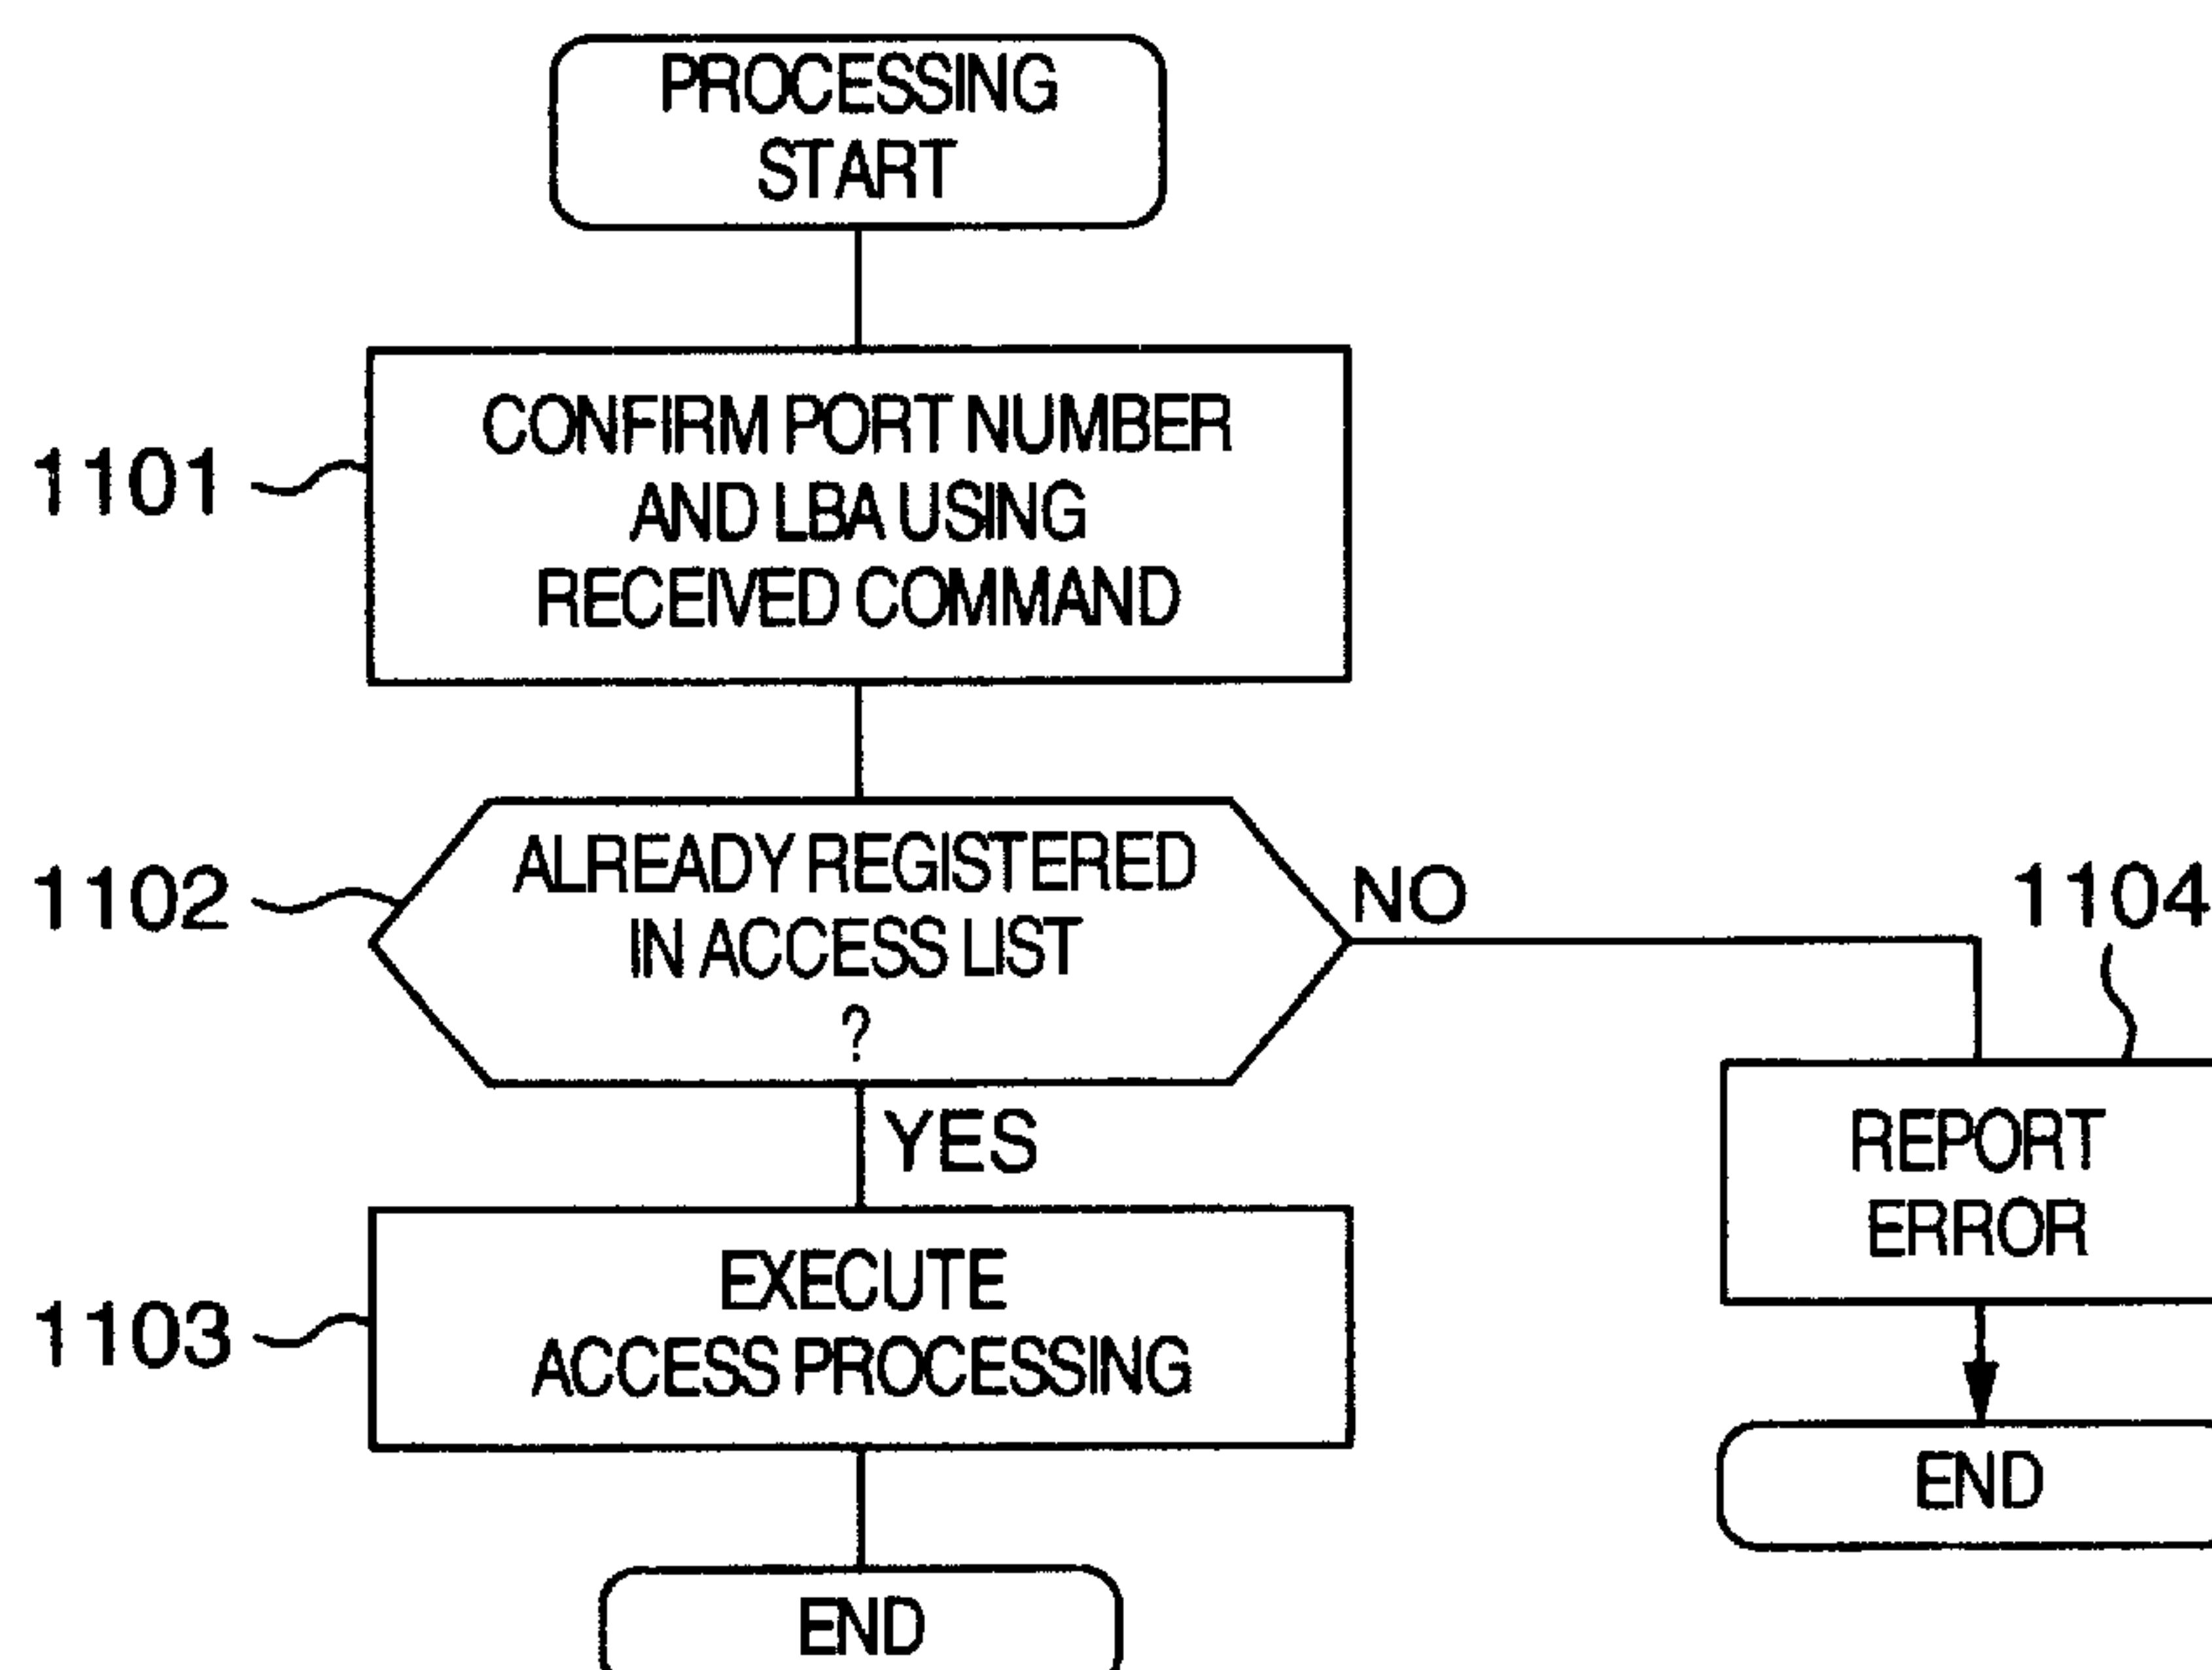 PROCESSING
START
1101
CONFIRM PORT NUMBER
AND LBA USING
RECEIVED COMMAND
1102
ALREADY REGISTERED
IN ACCESS LIST
?
NO
1104
YES
REPORT
ERROR
1103
EXECUTE
ACCESS PROCESSING
END
END